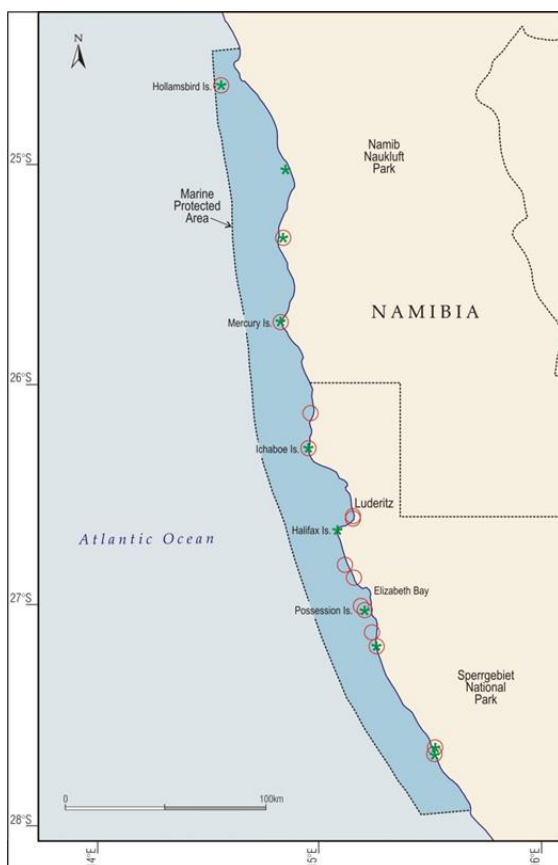 N
Hollamsbird Is.
25°S
Namib
Naukluft
Park
Marine
Protected
Area
NAMIBIA
Mercury Is.
26°S
Ichaboe Is.
Luderitz
Halifax Is.
Atlantic Ocean
Elizabeth Bay
27°S
Possession Is.
Sperrgebiet
National
Park
0
100km
28°S
4°E
5°E
6°E